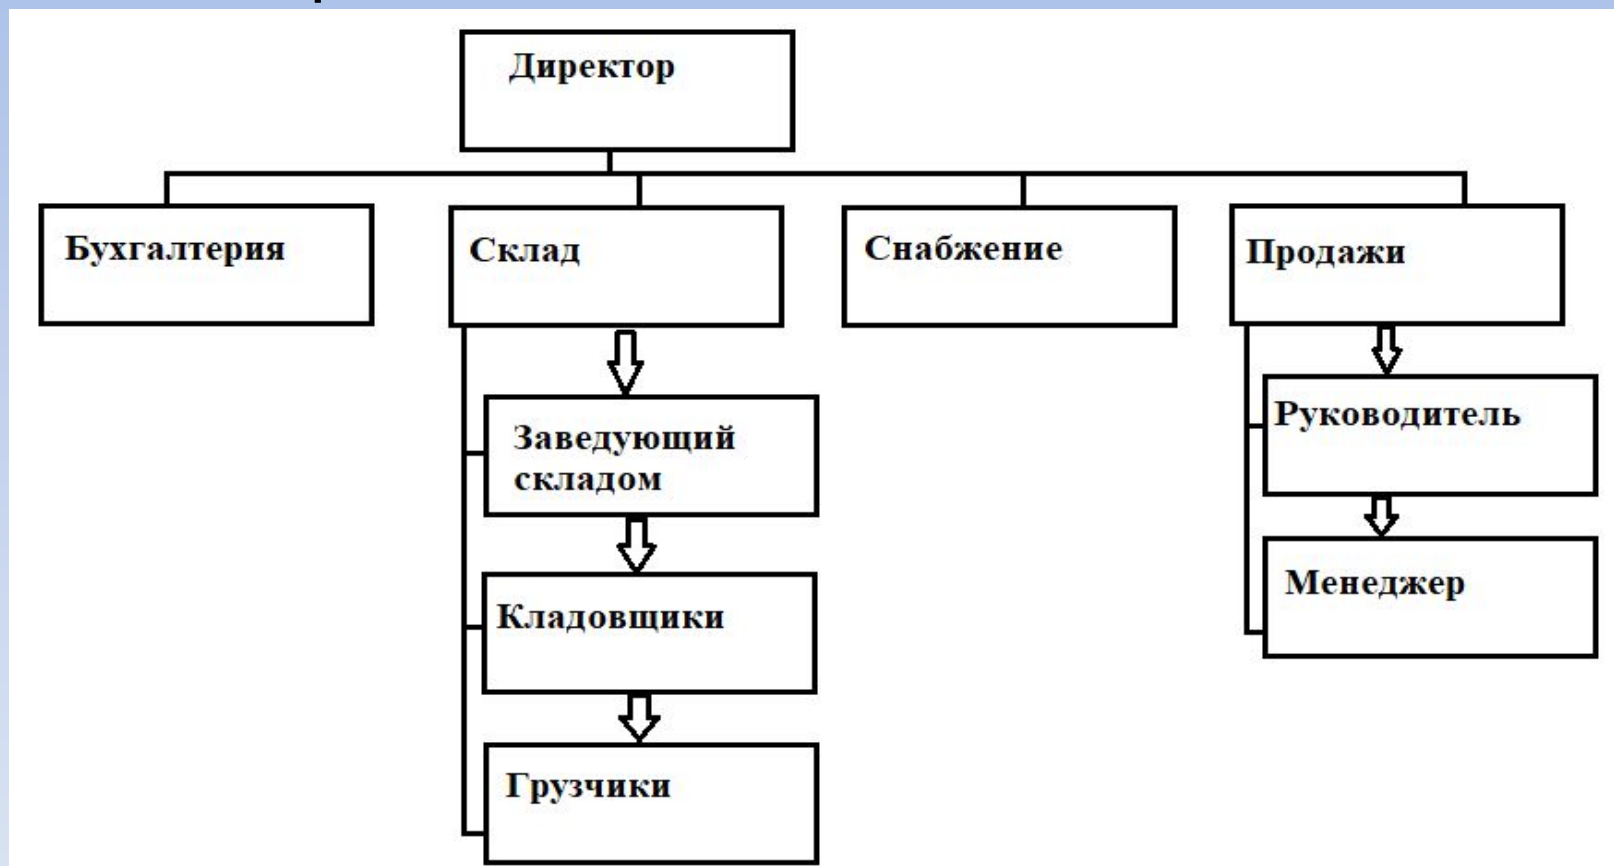 Директор
Бухгалтерия
Склад
Снабжение
Продажи
Заведующий
складом
Руководитель
Кладовщики
Менеджер
Грузчики